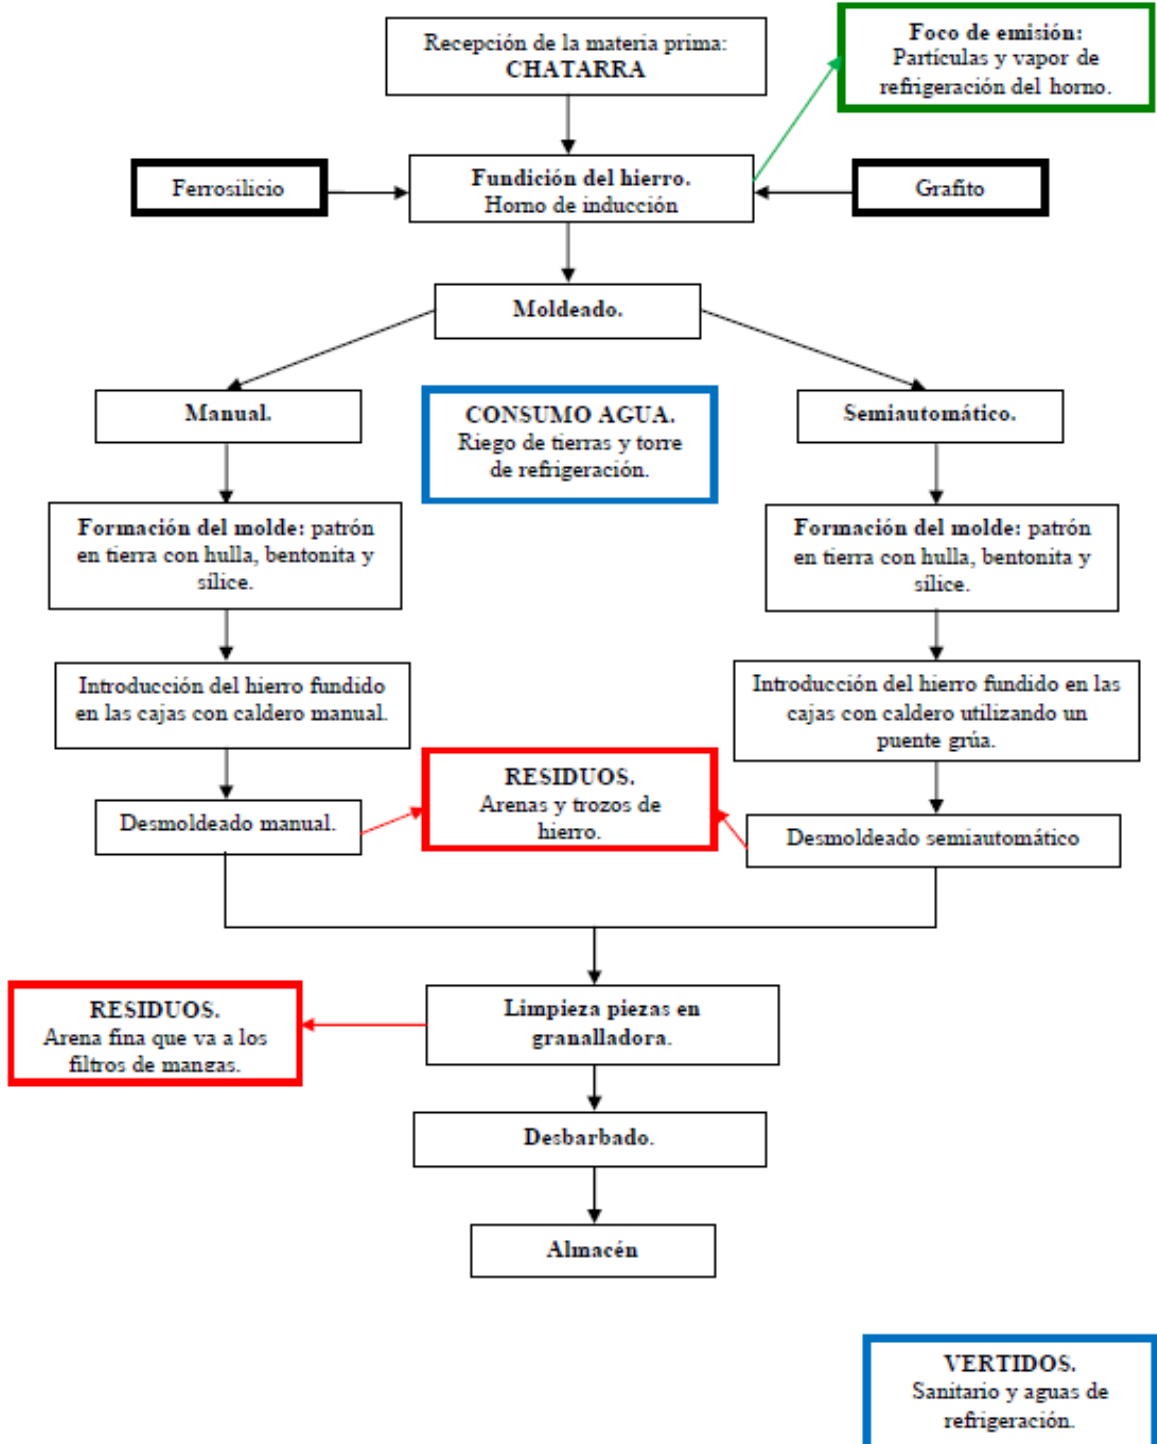 Recepción de la materia prima:
CHATARRA
Foco de emisión:
Partículas y vapor de
refrigeración del horno.
Ferrosilicio
Fundición del hierro.
Horno de inducción
Grafito
Moldeado.
Manual.
CONSUMO AGUA.
Riego de tierras y torre
de refrigeración.
Semiautomático.
Formación del molde: patrón
en tierra con hulla, bentonita y
sílice.
Formación del molde: patrón
en tierra con hulla, bentonita y
sílice.
Introducción del hierro fundido
en las cajas con caldero manual.
Introducción del hierro fundido en las
cajas con caldero utilizando un
puente grúa.
RESIDUOS.
Arenas y trozos de
hierro.
Desmoldeado manual.
Desmoldeado semiautomático
RESIDUOS.
Arena fina que va a los
filtros de mangas.
Limpieza piezas en
granalladora.
Desbarbado.
Almacén
VERTIDOS.
Sanitario y aguas de
refrigeración.